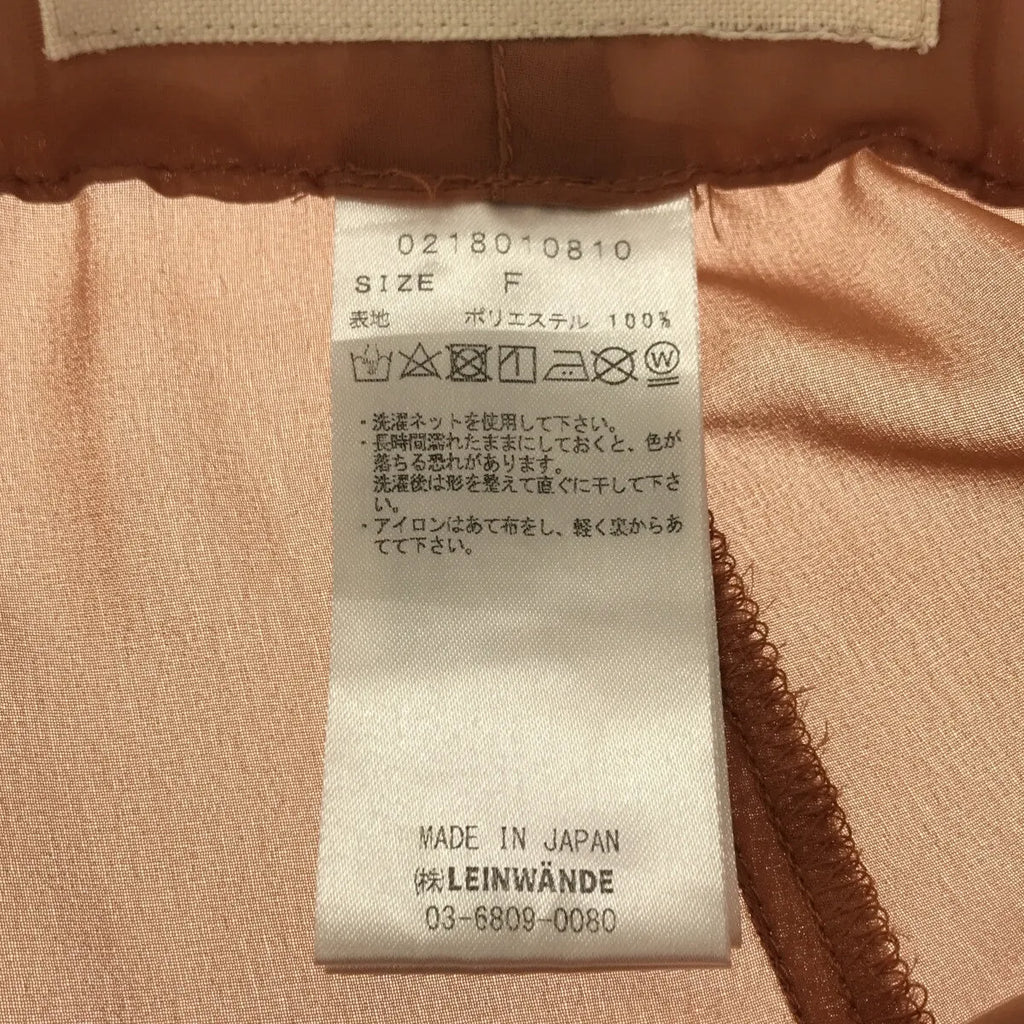 0218010810
SIZE F
表地 ポリエステル 100%
W
・洗濯ネットを使用して下さい。
・長時間濡れたままにしておくと、色が
落ちる恐れがあります。
洗濯後は形を整えて直ぐに干して下さ
い。
・アイロンはあて布をし、軽く裏からあ
てて下さい。
MADE IN JAPAN
㈱LEINWÄNDE
03-6809-0080